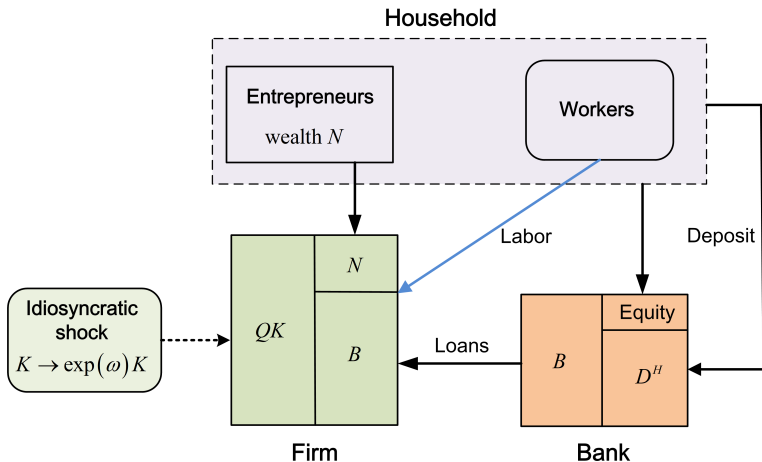 Household
Entrepreneurs
wealth N
Workers
Labor
Deposit
N
Idiosyncratic
shock
K → exp(ω) K
QK
B
Loans
Equity
B
D^H
Firm
Bank